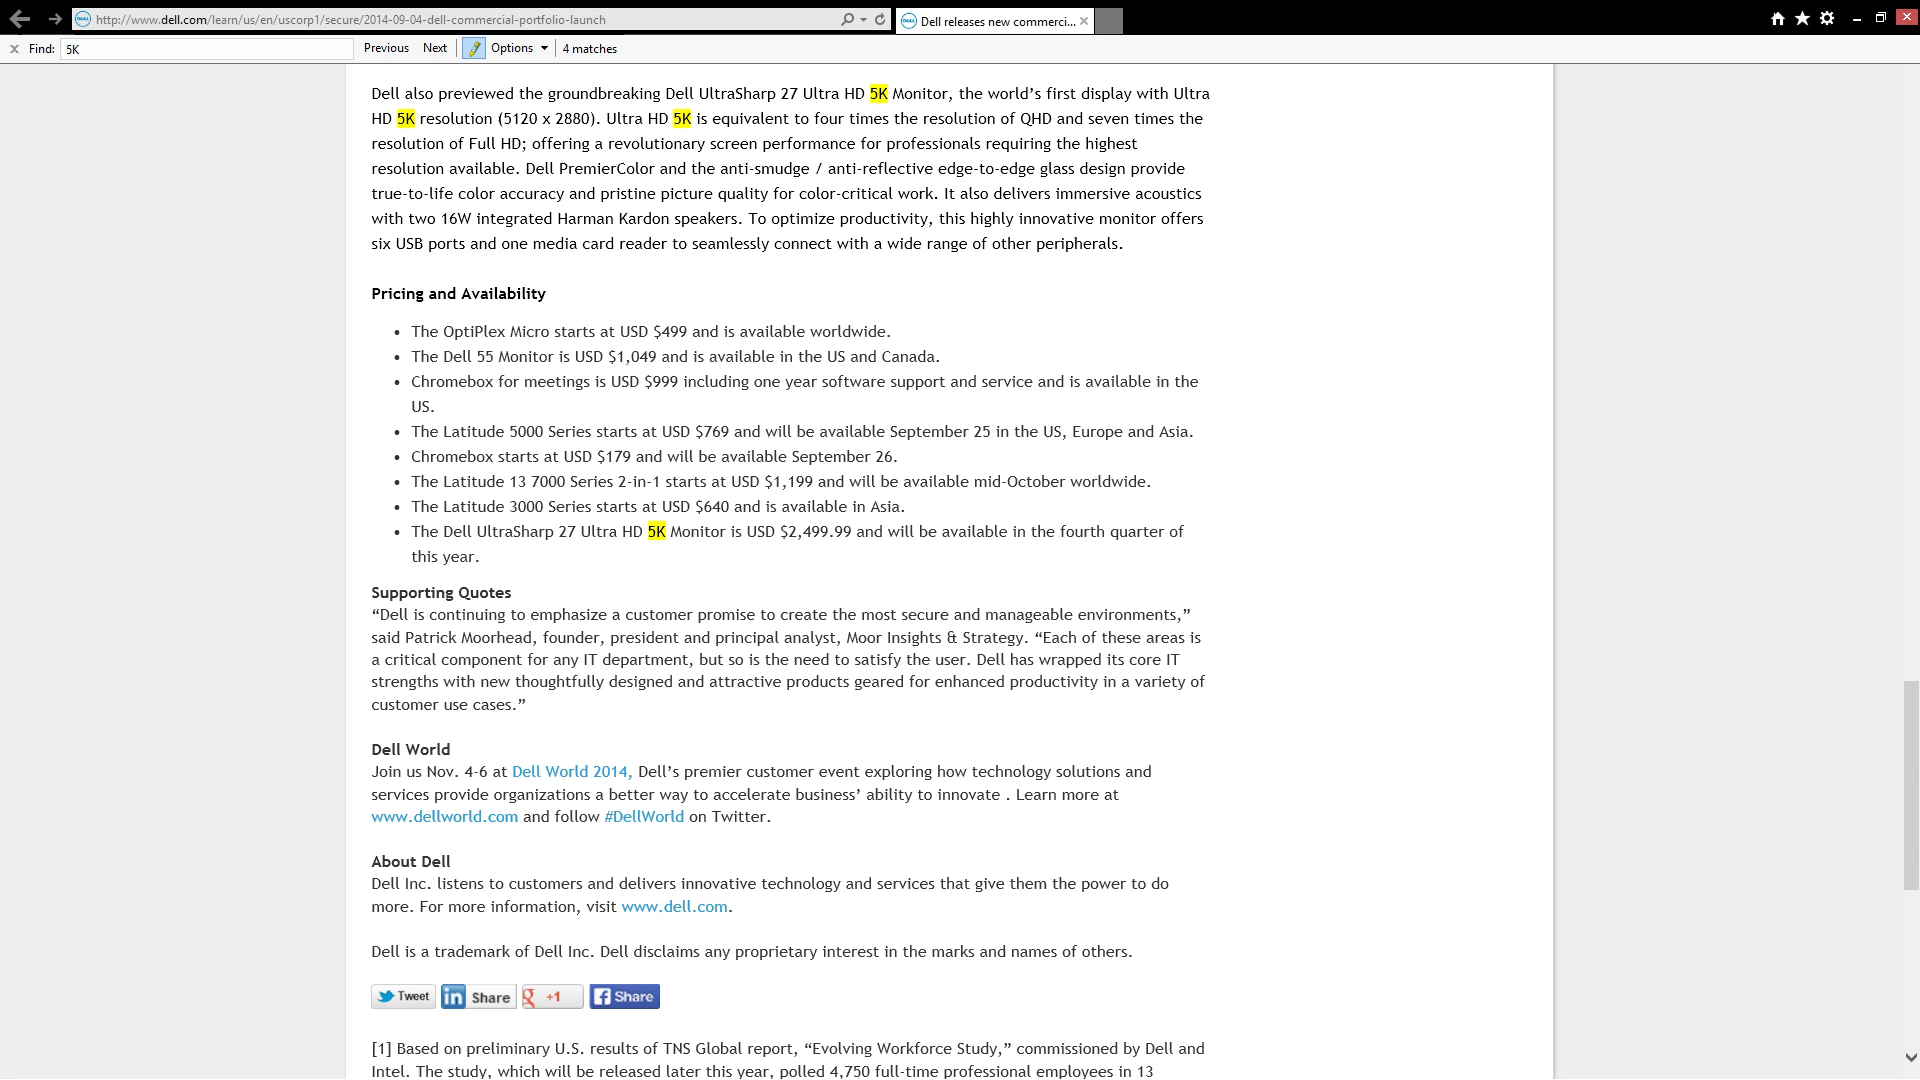 http://www.dell.com/learn/us/en/uscorp1/secure/2014-09-04-dell-commercial-portfolio-launch
Dell releases new commerci...
Find: 5K Previous Next Options 4 matches
Dell also previewed the groundbreaking Dell UltraSharp 27 Ultra HD 5K Monitor, the world’s first display with Ultra
HD 5K resolution (5120 x 2880). Ultra HD 5K is equivalent to four times the resolution of QHD and seven times the
resolution of Full HD; offering a revolutionary screen performance for professionals requiring the highest
resolution available. Dell PremierColor and the anti-smudge / anti-reflective edge-to-edge glass design provide
true-to-life color accuracy and pristine picture quality for color-critical work. It also delivers immersive acoustics
with two 16W integrated Harman Kardon speakers. To optimize productivity, this highly innovative monitor offers
six USB ports and one media card reader to seamlessly connect with a wide range of other peripherals.
Pricing and Availability
• The OptiPlex Micro starts at USD $499 and is available worldwide.
• The Dell 55 Monitor is USD $1,049 and is available in the US and Canada.
• Chromebox for meetings is USD $999 including one year software support and service and is available in the
US.
• The Latitude 5000 Series starts at USD $769 and will be available September 25 in the US, Europe and Asia.
• Chromebox starts at USD $179 and will be available September 26.
• The Latitude 13 7000 Series 2-in-1 starts at USD $1,199 and will be available mid-October worldwide.
• The Latitude 3000 Series starts at USD $640 and is available in Asia.
• The Dell UltraSharp 27 Ultra HD 5K Monitor is USD $2,499.99 and will be available in the fourth quarter of
this year.
Supporting Quotes
“Dell is continuing to emphasize a customer promise to create the most secure and manageable environments,”
said Patrick Moorhead, founder, president and principal analyst, Moor Insights & Strategy. “Each of these areas is
a critical component for any IT department, but so is the need to satisfy the user. Dell has wrapped its core IT
strengths with new thoughtfully designed and attractive products geared for enhanced productivity in a variety of
customer use cases.”
Dell World
Join us Nov. 4-6 at Dell World 2014, Dell’s premier customer event exploring how technology solutions and
services provide organizations a better way to accelerate business’ ability to innovate . Learn more at
www.dellworld.com and follow #DellWorld on Twitter.
About Dell
Dell Inc. listens to customers and delivers innovative technology and services that give them the power to do
more. For more information, visit www.dell.com.
Dell is a trademark of Dell Inc. Dell disclaims any proprietary interest in the marks and names of others.
Tweet in Share g +1 f Share
[1] Based on preliminary U.S. results of TNS Global report, “Evolving Workforce Study,” commissioned by Dell and
Intel. The study, which will be released later this year, polled 4,750 full-time professional employees in 13